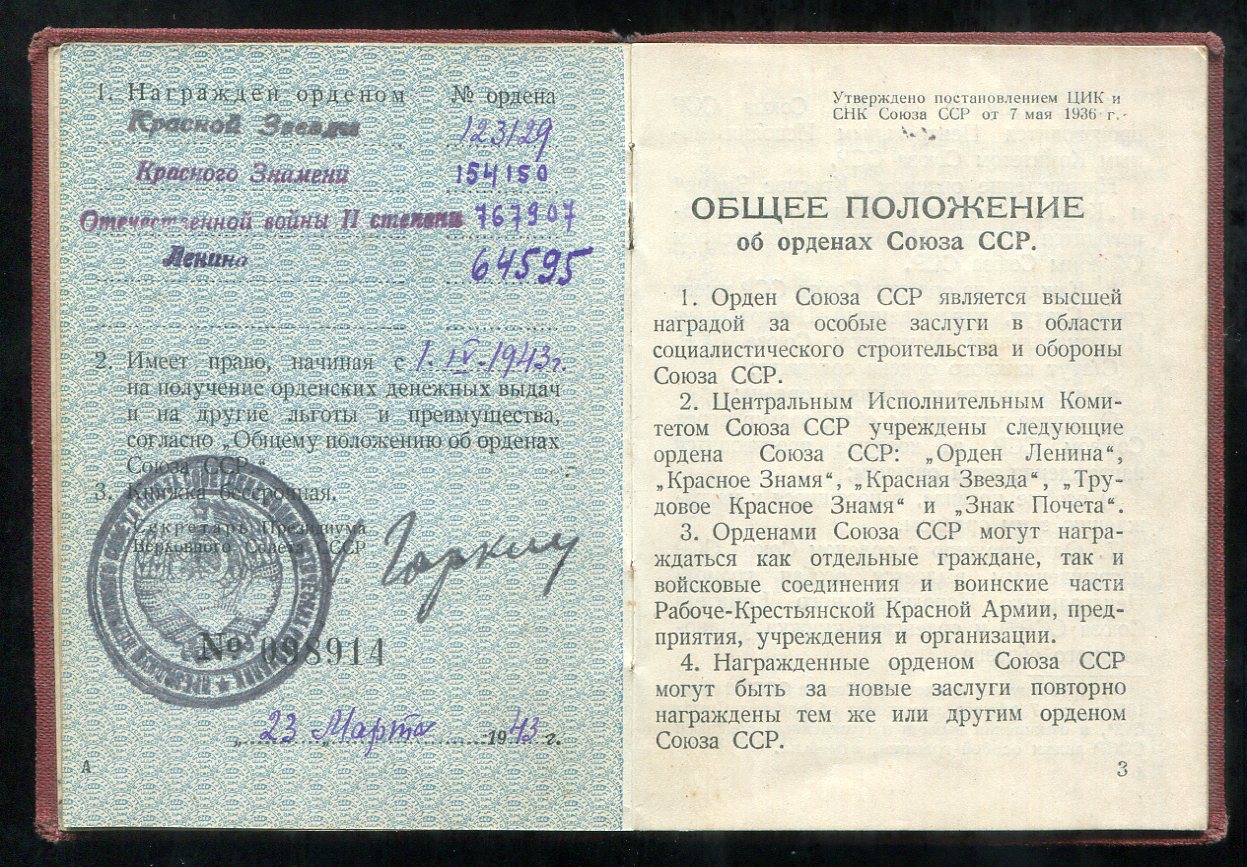 1. Награжден орденом № ордена
Красной Звезды 123129
Красного Знамени 154150
Отечественной войны II степени 767907
Ленина 64595
2. Имеет право, начиная с 1.IV.1943г.
на получение орденских денежных выдач
и на другие льготы и преимущества,
согласно „Общему положению об орденах
Союза ССР.“
3. Книжка бессрочная.
Секретарь Президиума
Верховного Совета СССР
Горкин
№ 098914
„23„ Марта 1943 г.
А
Утверждено постановлением ЦИК и
СНК Союза ССР от 7 мая 1936 г.
ОБЩЕЕ ПОЛОЖЕНИЕ
об орденах Союза ССР.
1. Орден Союза ССР является высшей
наградой за особые заслуги в области
социалистического строительства и обороны
Союза ССР.
2. Центральным Исполнительным Коми-
тетом Союза ССР учреждены следующие
ордена Союза ССР: „Орден Ленина“,
„Красное Знамя“, „Красная Звезда“, „Тру-
довое Красное Знамя“ и „Знак Почета“.
3. Орденами Союза ССР могут награ-
ждаться как отдельные граждане, так и
войсковые соединения и воинские части
Рабоче-Крестьянской Красной Армии, пред-
приятия, учреждения и организации.
4. Награжденные орденом Союза ССР
могут быть за новые заслуги повторно
награждены тем же или другим орденом
Союза ССР.
3